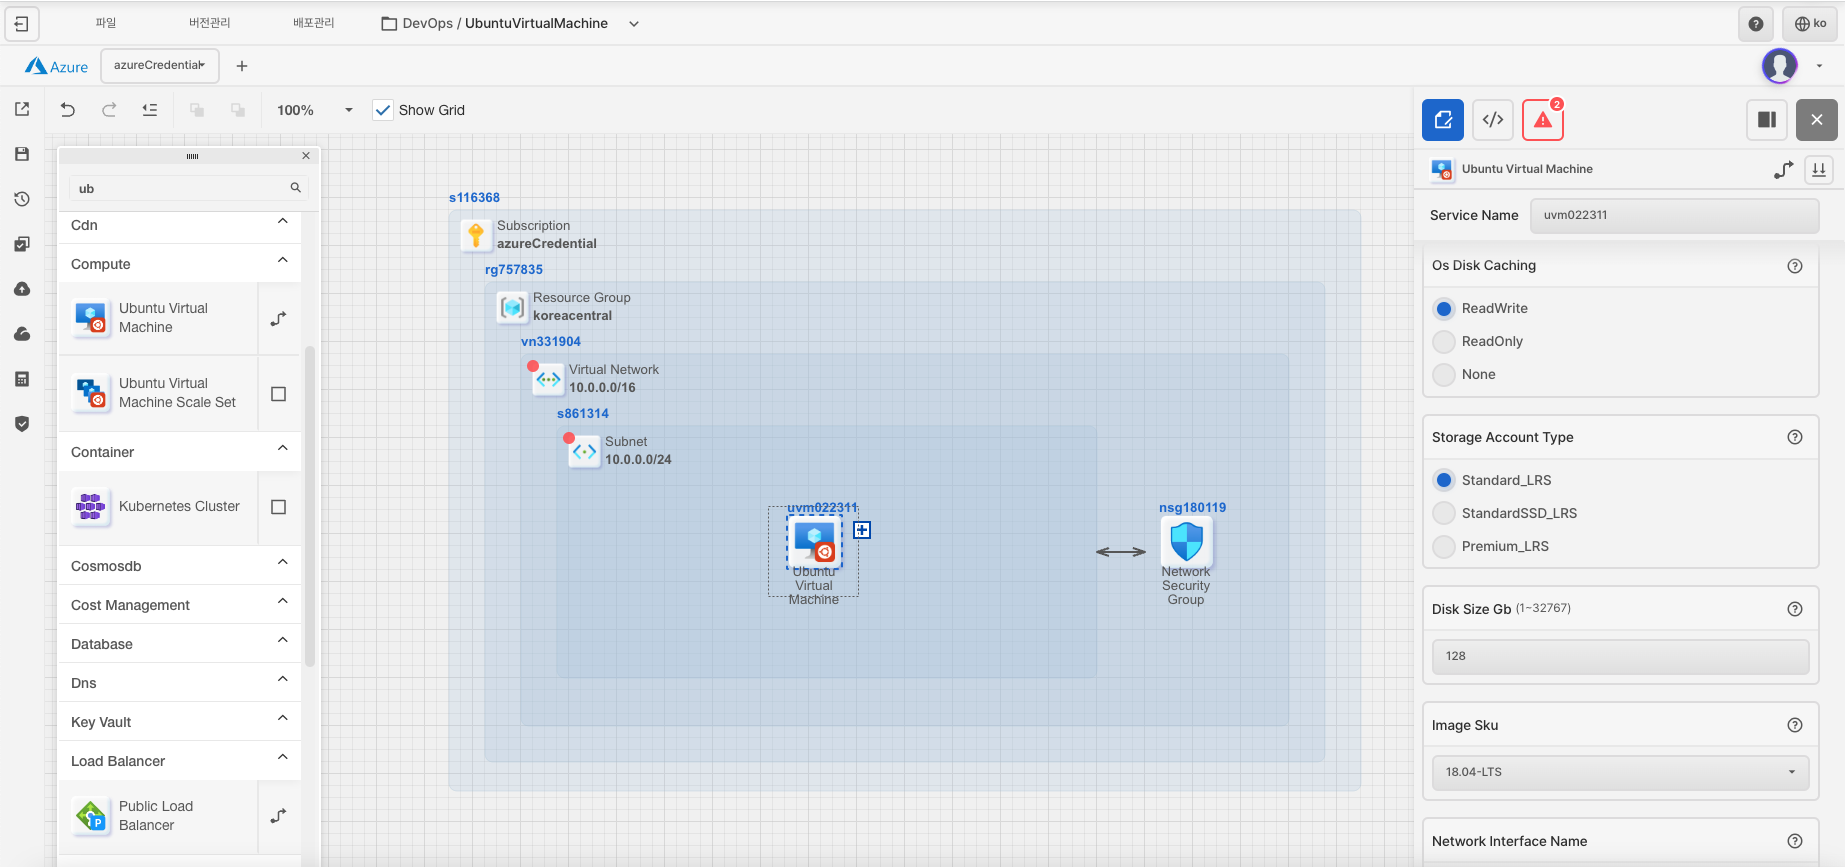 파일
버전관리
배포관리
DevOps / UbuntuVirtualMachine
ko
Azure
azureCredential
100%
Show Grid
ub
Cdn
Compute
Ubuntu Virtual
Machine
Ubuntu Virtual
Machine Scale Set
Container
Kubernetes Cluster
Cosmosdb
Cost Management
Database
Dns
Key Vault
Load Balancer
Public Load
Balancer
s116368
Subscription
azureCredential
rg757835
Resource Group
koreacentral
vn331904
Virtual Network
10.0.0.0/16
s861314
Subnet
10.0.0.0/24
uvm022311
Ubuntu
Virtual
Machine
nsg180119
Network
Security
Group
2
Ubuntu Virtual Machine
Service Name
uvm022311
Os Disk Caching
ReadWrite
ReadOnly
None
Storage Account Type
Standard_LRS
StandardSSD_LRS
Premium_LRS
Disk Size Gb (1~32767)
128
Image Sku
18.04-LTS
Network Interface Name